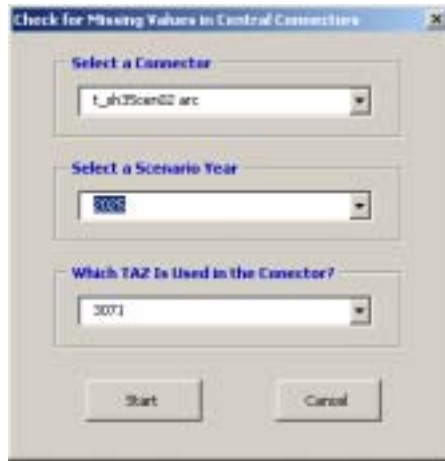 Check for Missing Values in Central Connectors
Select a Connector
Select a Scenario Year
2025
Which TAZ Is Used in the Conector?
3071
Start
Cancel